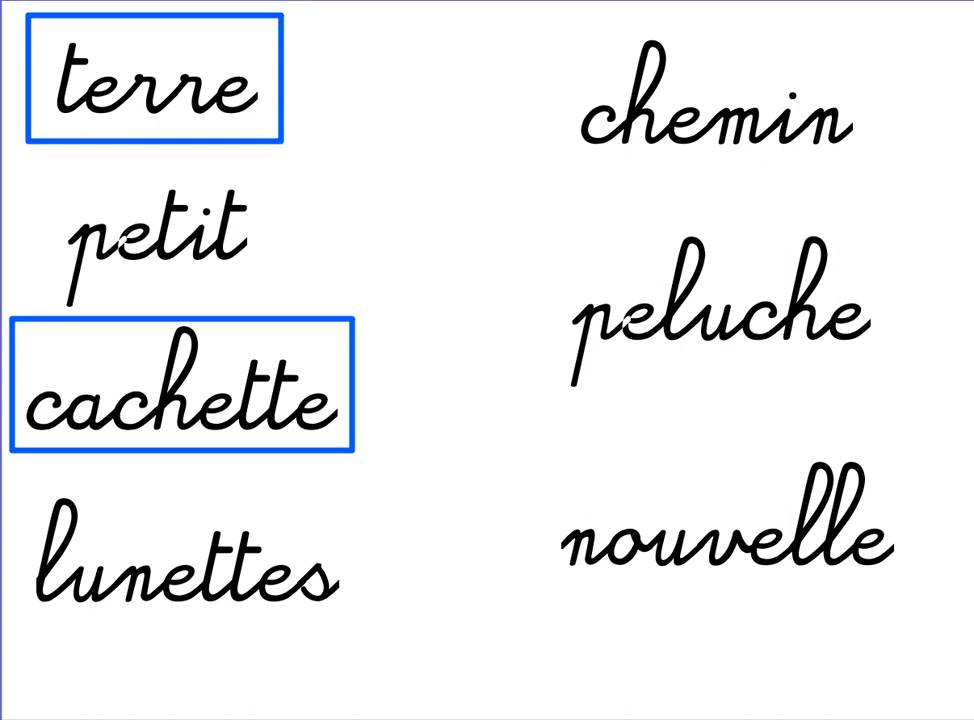 terre
petit
cachette
lunettes
chemin
peluche
nouvelle